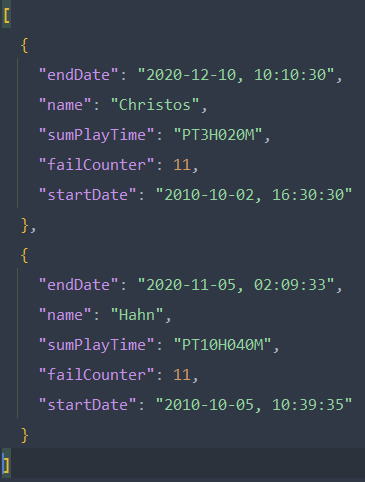 [
  {
    "endDate": "2020-12-10, 10:10:30",
    "name": "Christos",
    "sumPlayTime": "PT3H020M",
    "failCounter": 11,
    "startDate": "2010-10-02, 16:30:30"
  },
  {
    "endDate": "2020-11-05, 02:09:33",
    "name": "Hahn",
    "sumPlayTime": "PT10H040M",
    "failCounter": 11,
    "startDate": "2010-10-05, 10:39:35"
  }
]